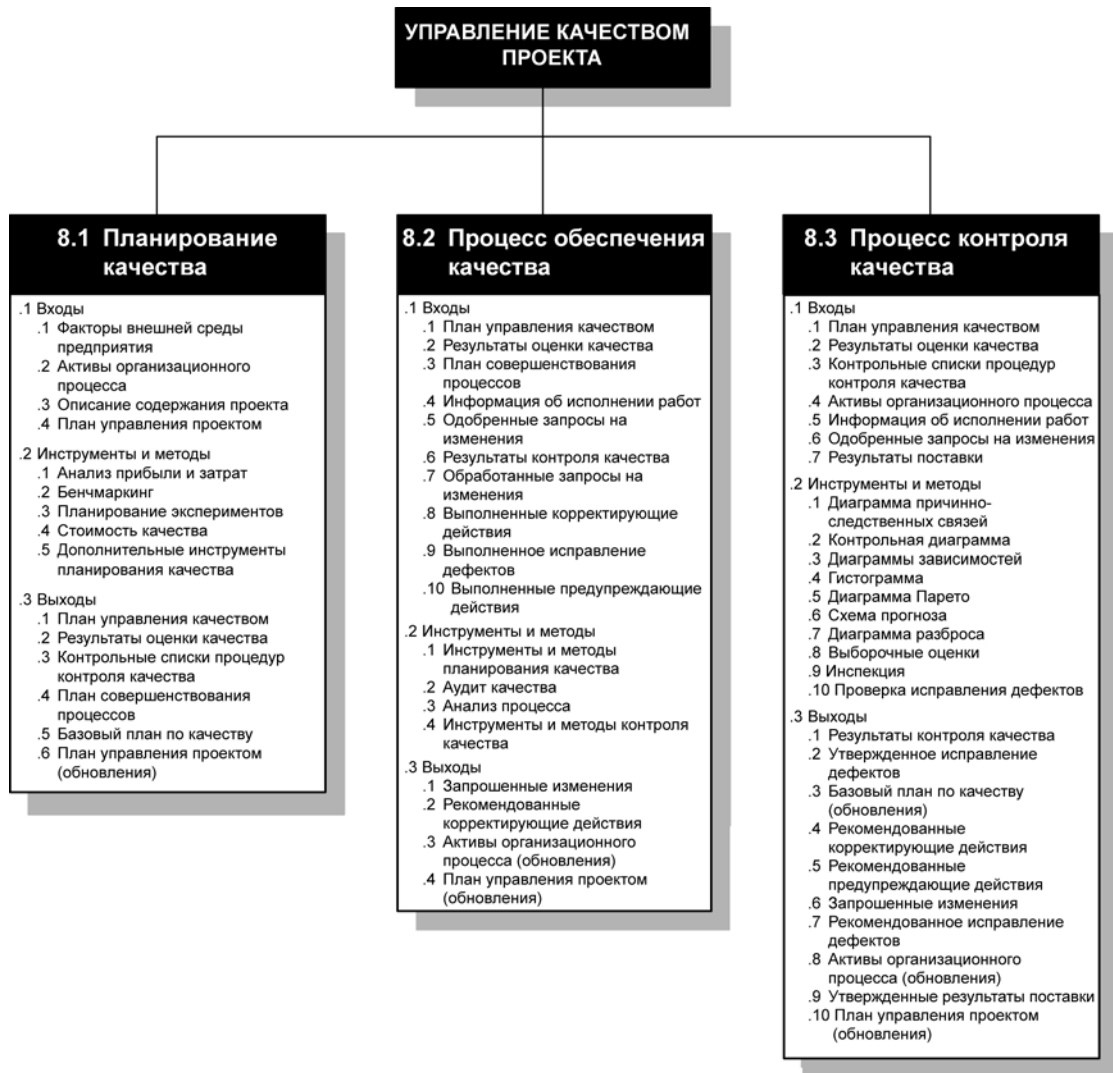 УПРАВЛЕНИЕ КАЧЕСТВОМ
ПРОЕКТА
8.1 Планирование
качества
.1 Входы
.1 Факторы внешней среды
предприятия
.2 Активы организационного
процесса
.3 Описание содержания проекта
.4 План управления проектом
.2 Инструменты и методы
.1 Анализ прибыли и затрат
.2 Бенчмаркинг
.3 Планирование экспериментов
.4 Стоимость качества
.5 Дополнительные инструменты
планирования качества
.3 Выходы
.1 План управления качеством
.2 Результаты оценки качества
.3 Контрольные списки процедур
контроля качества
.4 План совершенствования
процессов
.5 Базовый план по качеству
.6 План управления проектом
(обновления)
8.2 Процесс обеспечения
качества
.1 Входы
.1 План управления качеством
.2 Результаты оценки качества
.3 План совершенствования
процессов
.4 Информация об исполнении работ
.5 Одобренные запросы на
изменения
.6 Результаты контроля качества
.7 Обработанные запросы на
изменения
.8 Выполненные корректирующие
действия
.9 Выполненное исправление
дефектов
.10 Выполненные предупреждающие
действия
.2 Инструменты и методы
.1 Инструменты и методы
планирования качества
.2 Аудит качества
.3 Анализ процесса
.4 Инструменты и методы контроля
качества
.3 Выходы
.1 Запрошенные изменения
.2 Рекомендованные
корректирующие действия
.3 Активы организационного
процесса (обновления)
.4 План управления проектом
(обновления)
8.3 Процесс контроля
качества
.1 Входы
.1 План управления качеством
.2 Результаты оценки качества
.3 Контрольные списки процедур
контроля качества
.4 Активы организационного процесса
.5 Информация об исполнении работ
.6 Одобренные запросы на изменения
.7 Результаты поставки
.2 Инструменты и методы
.1 Диаграмма причинно-
следственных связей
.2 Контрольная диаграмма
.3 Диаграммы зависимостей
.4 Гистограмма
.5 Диаграмма Парето
.6 Схема прогноза
.7 Диаграмма разброса
.8 Выборочные оценки
.9 Инспекция
.10 Проверка исправления дефектов
.3 Выходы
.1 Результаты контроля качества
.2 Утвержденное исправление
дефектов
.3 Базовый план по качеству
(обновления)
.4 Рекомендованные
корректирующие действия
.5 Рекомендованные
предупреждающие действия
.6 Запрошенные изменения
.7 Рекомендованное исправление
дефектов
.8 Активы организационного
процесса (обновления)
.9 Утвержденные результаты поставки
.10 План управления проектом
(обновления)